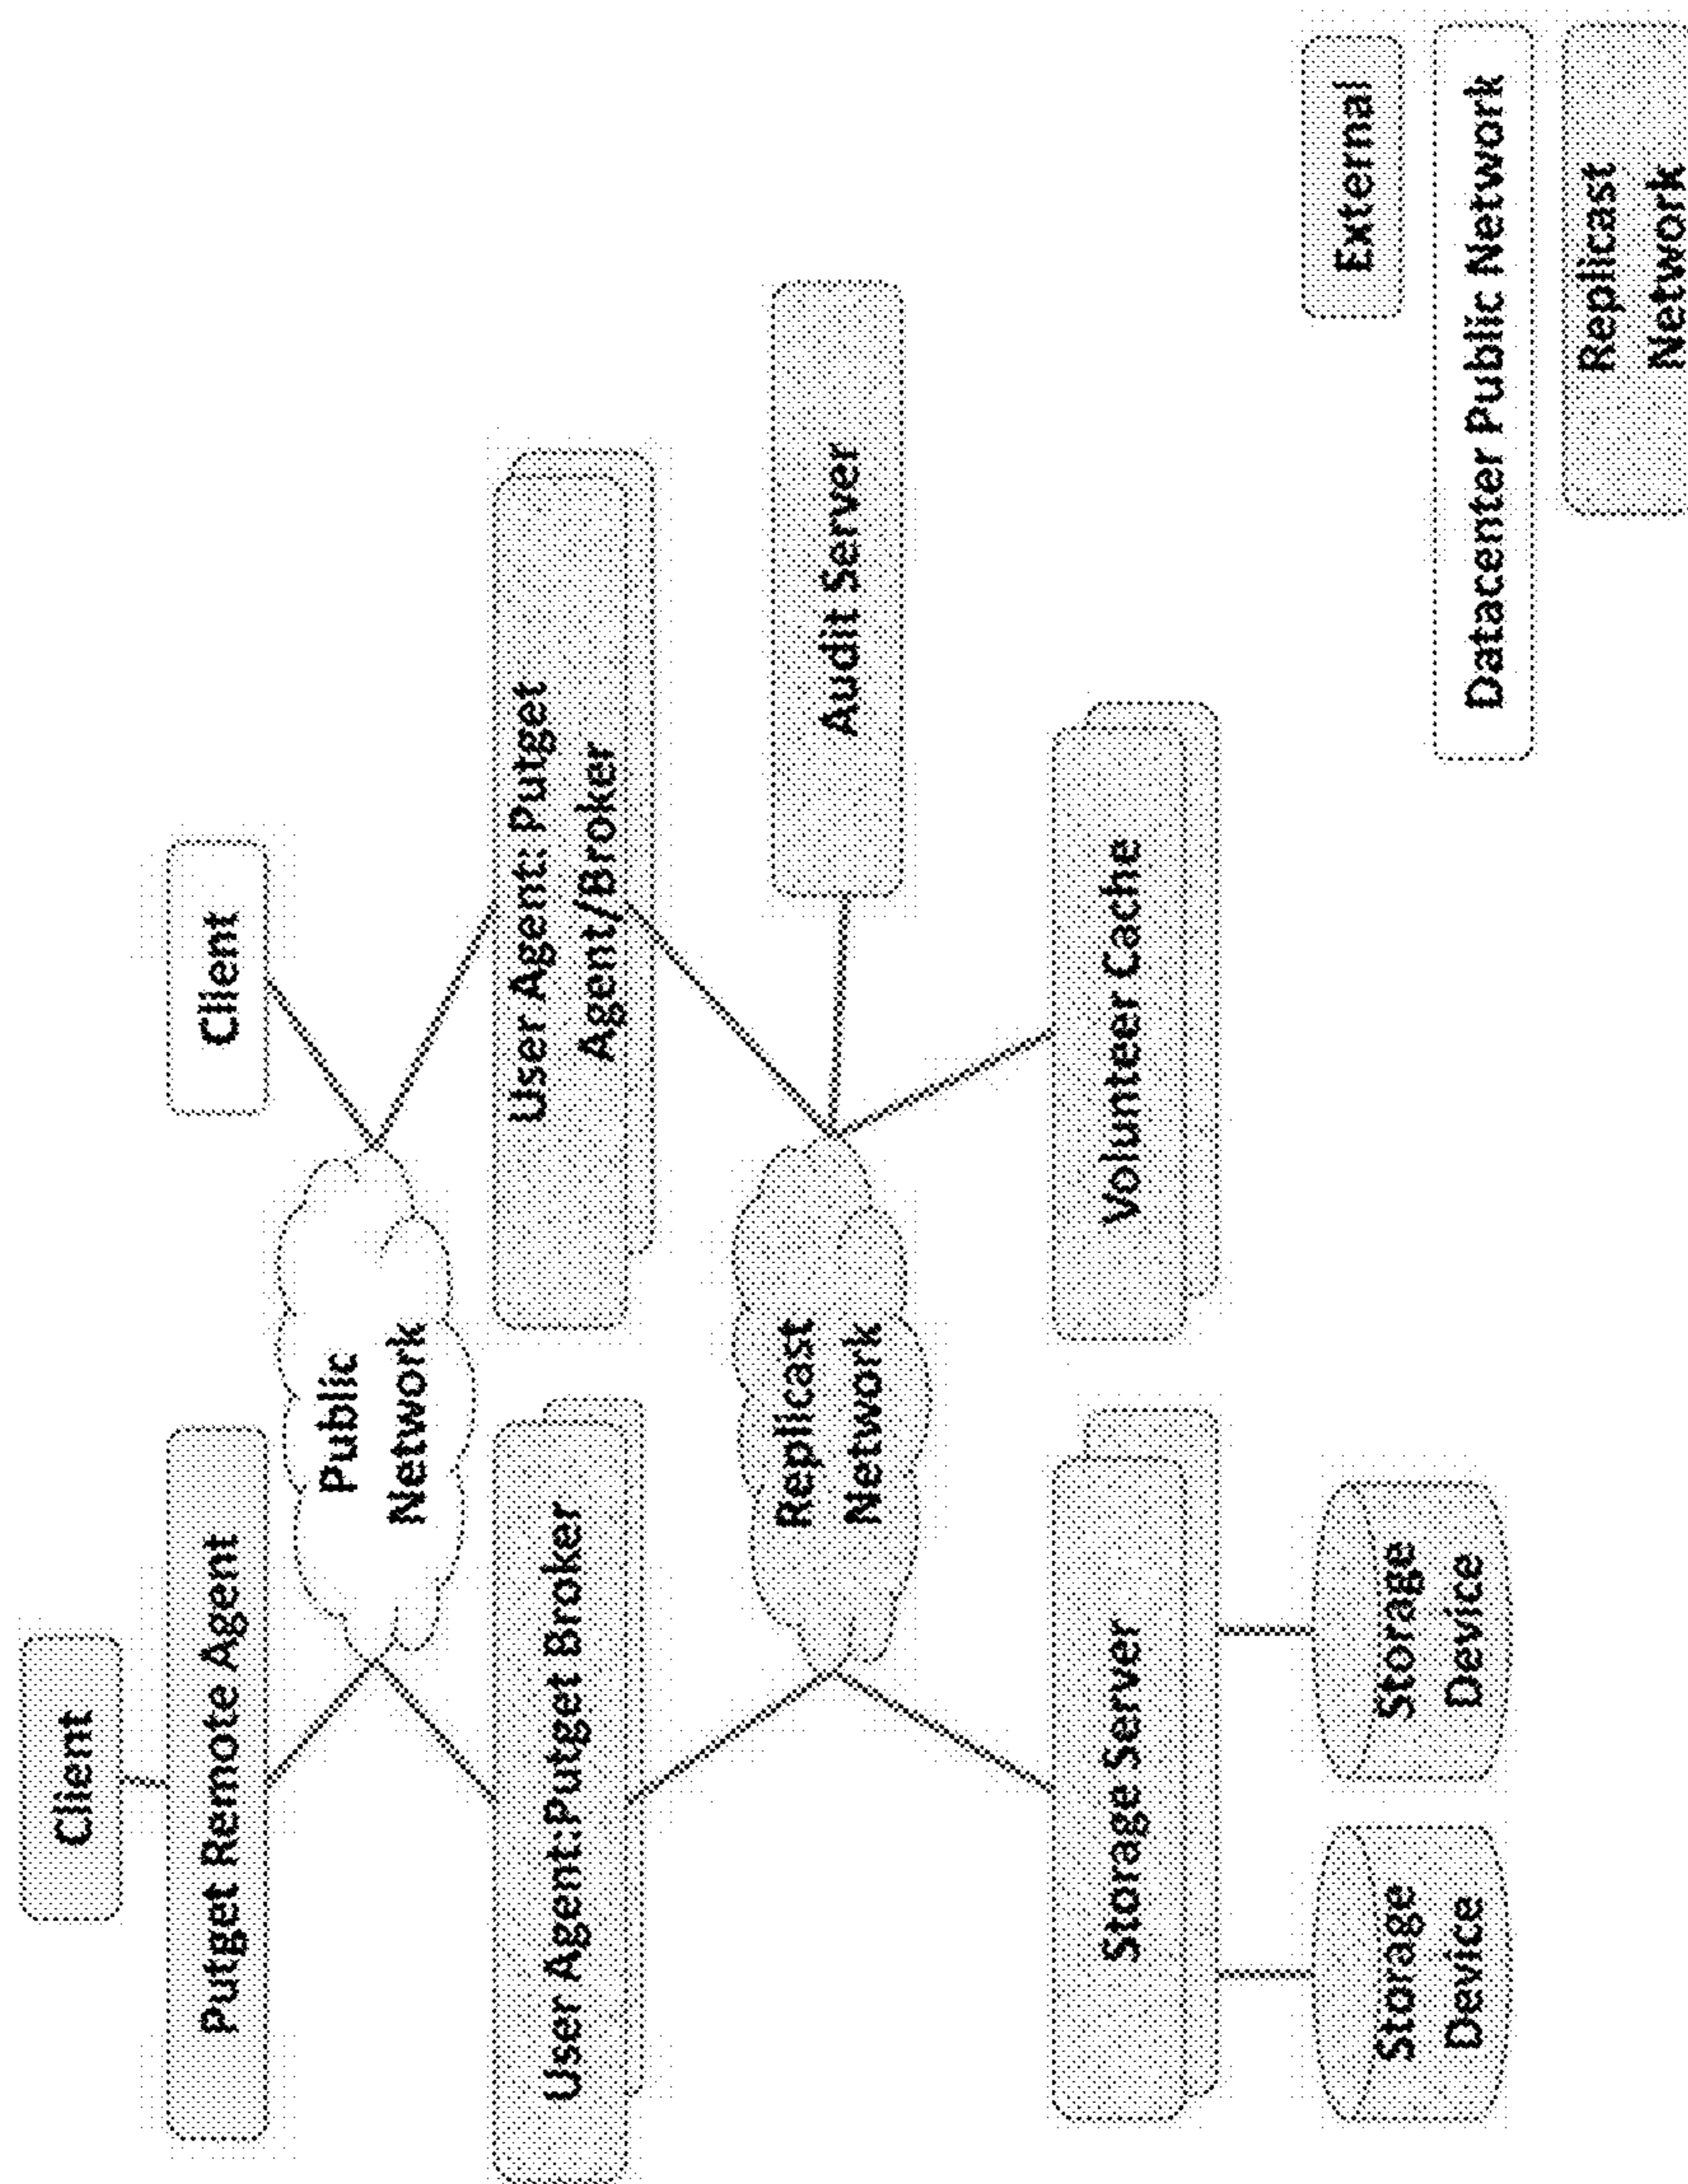 Client
Putget Remote Agent
Client
Public
Network
User Agent:Putget Broker
User Agent: Putget
Agent/Broker
Replicast
Network
Audit Server
Storage Server
Volunteer Cache
Storage
Device
Storage
Device
External
Datacenter Public Network
Replicast
Network